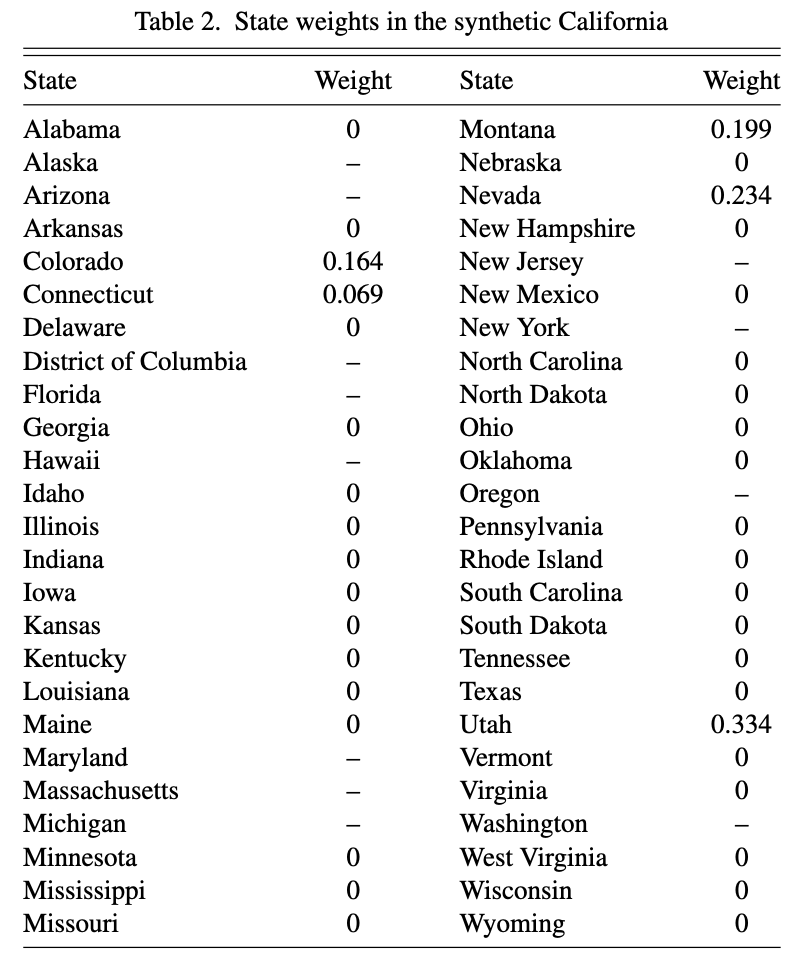 Table 2. State weights in the synthetic California
State Weight State Weight
Alabama 0 Montana 0.199
Alaska – Nebraska 0
Arizona – Nevada 0.234
Arkansas 0 New Hampshire 0
Colorado 0.164 New Jersey –
Connecticut 0.069 New Mexico 0
Delaware 0 New York –
District of Columbia – North Carolina 0
Florida – North Dakota 0
Georgia 0 Ohio 0
Hawaii – Oklahoma 0
Idaho 0 Oregon –
Illinois 0 Pennsylvania 0
Indiana 0 Rhode Island 0
Iowa 0 South Carolina 0
Kansas 0 South Dakota 0
Kentucky 0 Tennessee 0
Louisiana 0 Texas 0
Maine 0 Utah 0.334
Maryland – Vermont 0
Massachusetts – Virginia 0
Michigan – Washington –
Minnesota 0 West Virginia 0
Mississippi 0 Wisconsin 0
Missouri 0 Wyoming 0